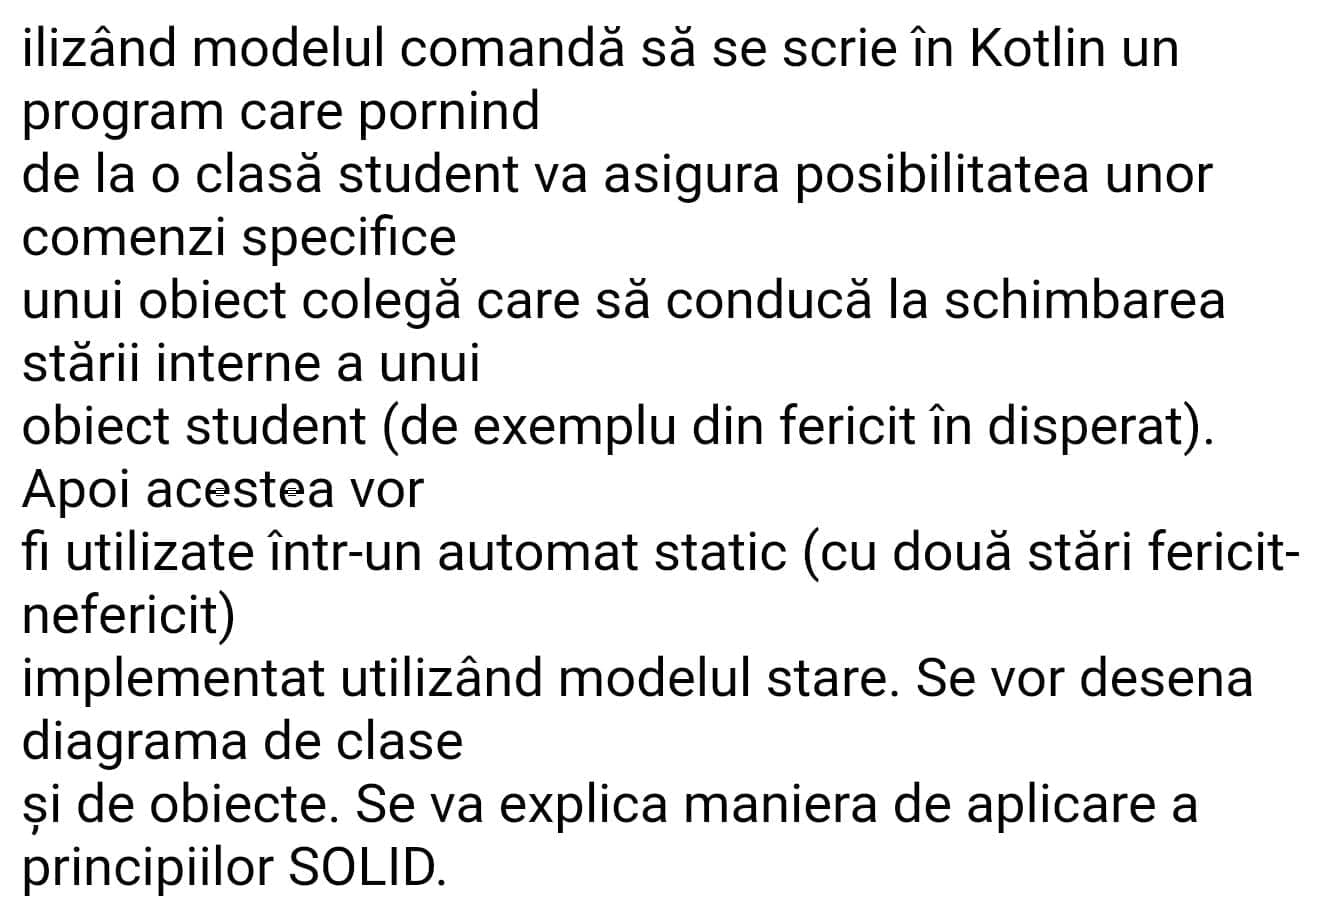 ilizând modelul comandă să se scrie în Kotlin un
program care pornind
de la o clasă student va asigura posibilitatea unor
comenzi specifice
unui obiect colegă care să conducă la schimbarea
stării interne a unui
obiect student (de exemplu din fericit în disperat).
Apoi acestea vor
fi utilizate într-un automat static (cu două stări fericit-
nefericit)
implementat utilizând modelul stare. Se vor desena
diagrama de clase
și de obiecte. Se va explica maniera de aplicare a
principiilor SOLID.